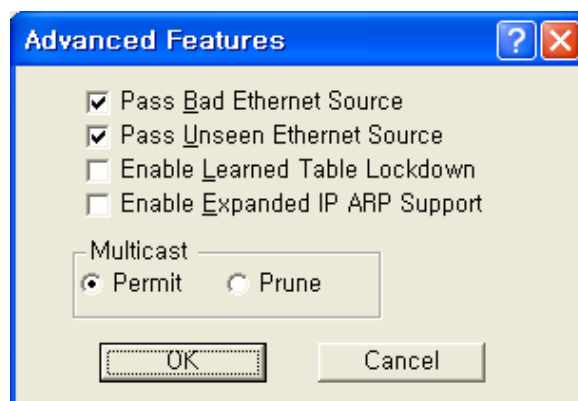 Advanced Features
Pass Bad Ethernet Source
Pass Unseen Ethernet Source
Enable Learned Table Lockdown
Enable Expanded IP ARP Support
Multicast
Permit Prune
OK Cancel